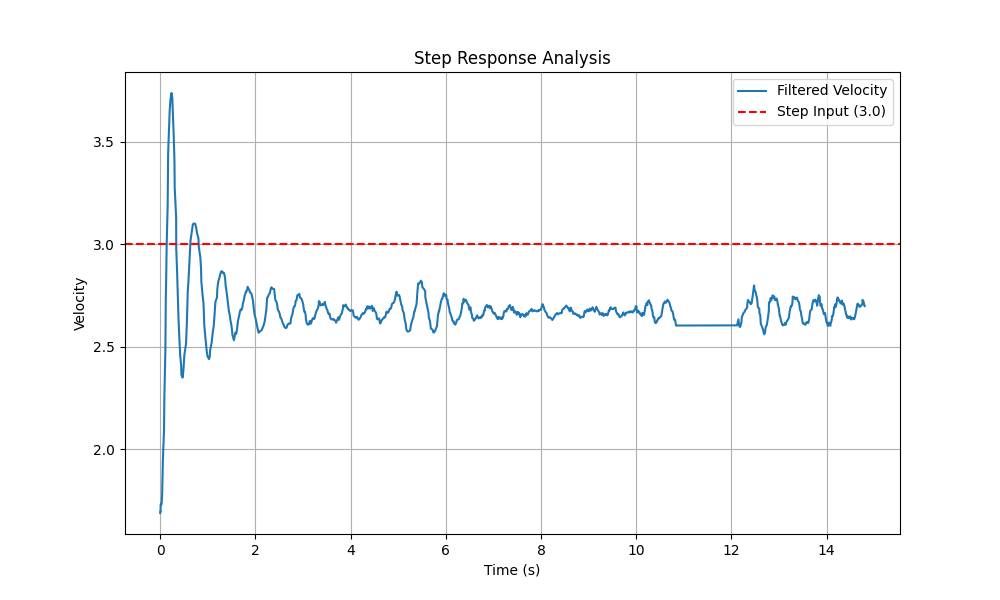 Step Response Analysis
Filtered Velocity
Step Input (3.0)
Velocity
3.5
3.0
2.5
2.0
0 2 4 6 8 10 12 14
Time (s)